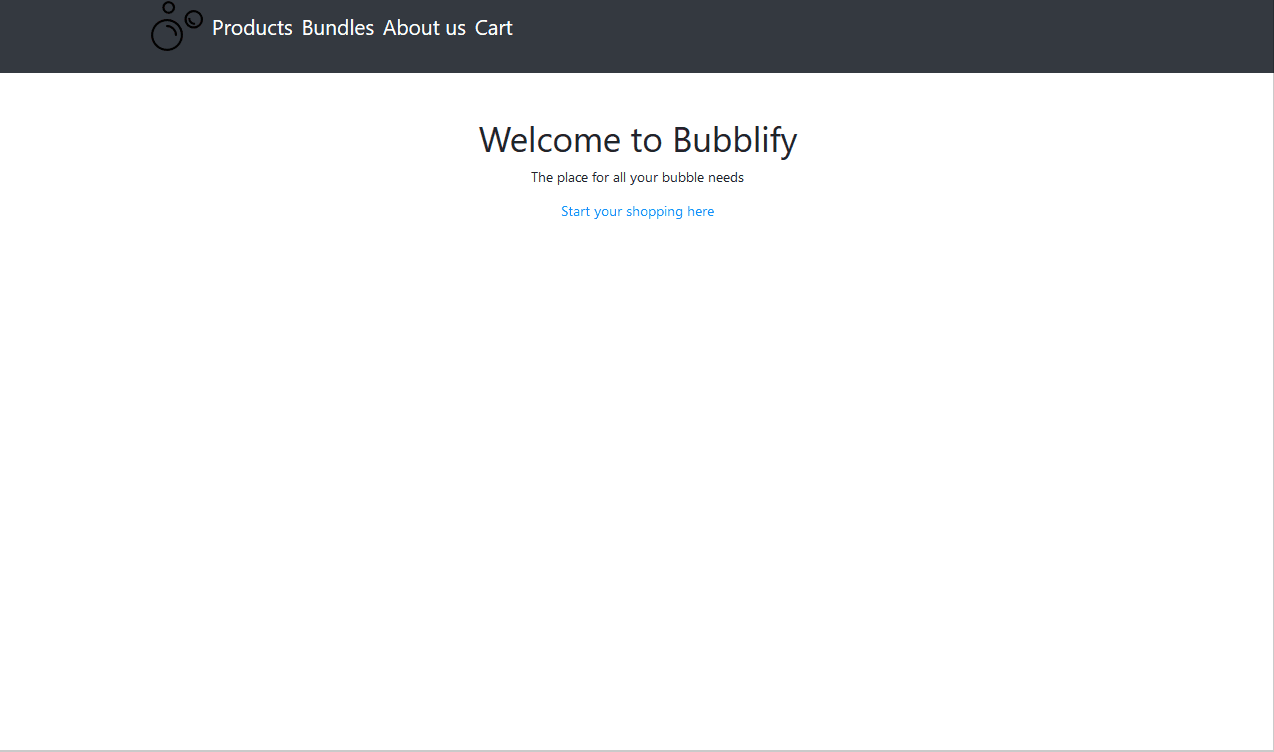 Products Bundles About us Cart
Welcome to Bubblify
The place for all your bubble needs
Start your shopping here